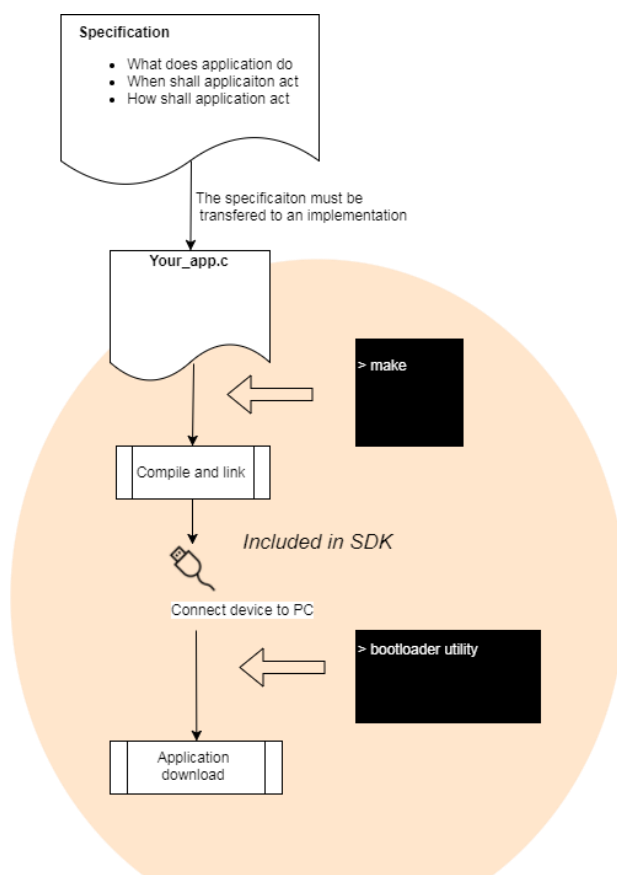 Specification
What does application do
When shall applicaiton act
How shall application act
The specificaiton must be
transfered to an implementation
Your_app.c
> make
Compile and link
Included in SDK
Connect device to PC
> bootloader utility
Application
download